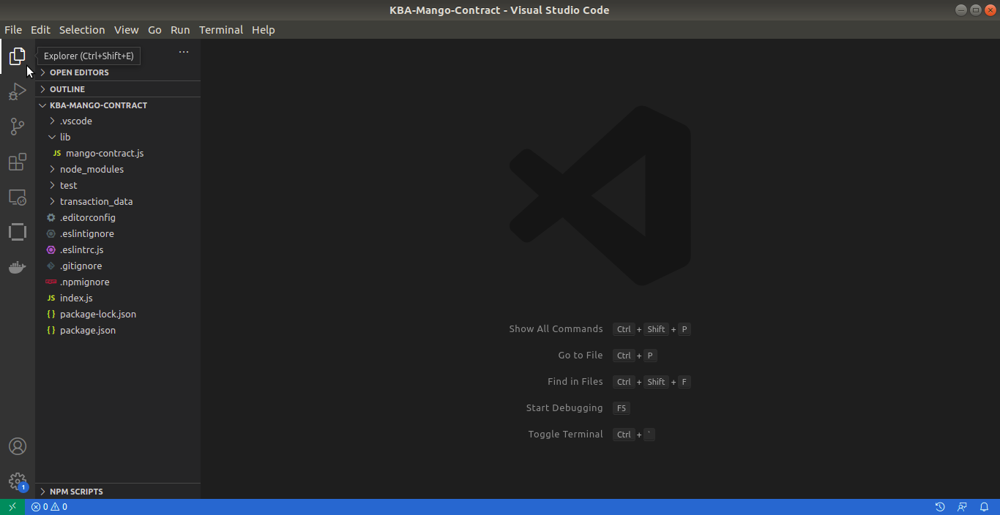 KBA-Mango-Contract - Visual Studio Code
File Edit Selection View Go Run Terminal Help
Explorer (Ctrl+Shift+E)
OPEN EDITORS
OUTLINE
KBA-MANGO-CONTRACT
.vscode
lib
JS mango-contract.js
node_modules
test
transaction_data
.editorconfig
.eslintignore
.eslintrc.js
.gitignore
npm .npmignore
JS index.js
{ } package-lock.json
{ } package.json
Show All Commands Ctrl + Shift + P
Go to File Ctrl + P
Find in Files Ctrl + Shift + F
Start Debugging F5
Toggle Terminal Ctrl + `
1
NPM SCRIPTS
0 0